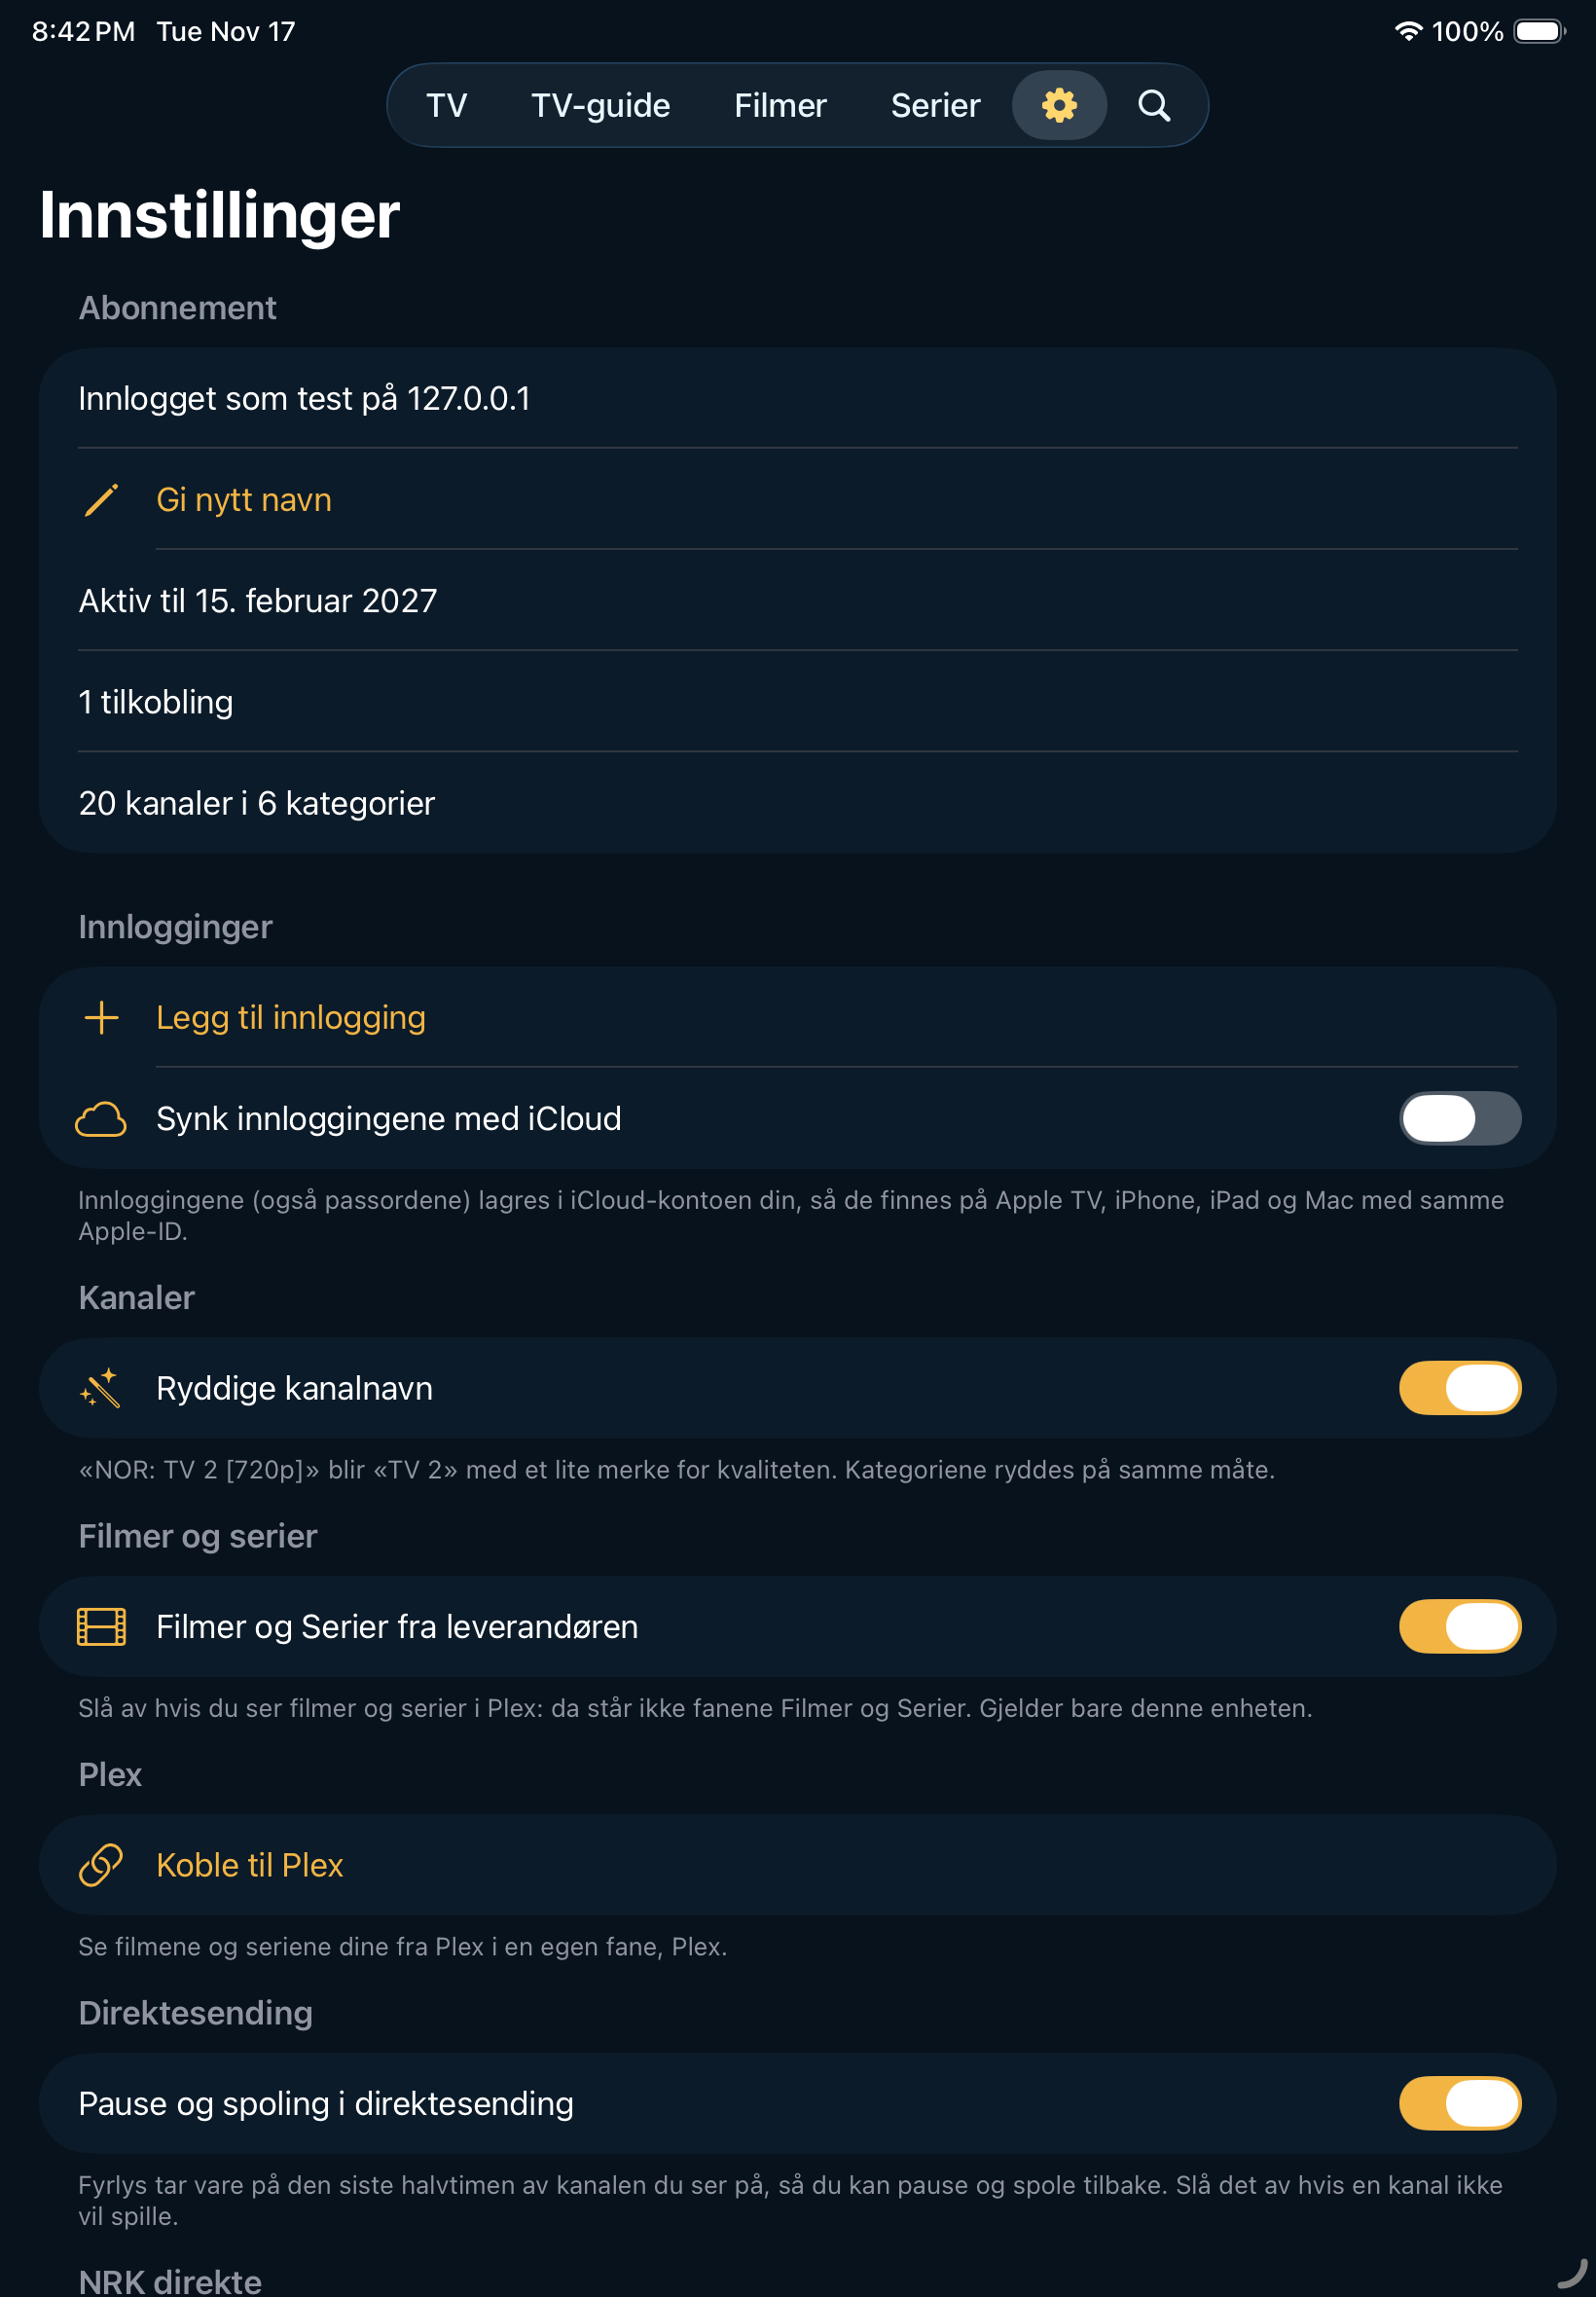 8:42 PM Tue Nov 17
100%
TV TV-guide Filmer Serier
Innstillinger
Abonnement
Innlogget som test på 127.0.0.1
Gi nytt navn
Aktiv til 15. februar 2027
1 tilkobling
20 kanaler i 6 kategorier
Innlogginger
Legg til innlogging
Synk innloggingene med iCloud
Innloggingene (også passordene) lagres i iCloud-kontoen din, så de finnes på Apple TV, iPhone, iPad og Mac med samme
Apple-ID.
Kanaler
Ryddige kanalnavn
«NOR: TV 2 [720p]» blir «TV 2» med et lite merke for kvaliteten. Kategoriene ryddes på samme måte.
Filmer og serier
Filmer og Serier fra leverandøren
Slå av hvis du ser filmer og serier i Plex: da står ikke fanene Filmer og Serier. Gjelder bare denne enheten.
Plex
Koble til Plex
Se filmene og seriene dine fra Plex i en egen fane, Plex.
Direktesending
Pause og spoling i direktesending
Fyrlys tar vare på den siste halvtimen av kanalen du ser på, så du kan pause og spole tilbake. Slå det av hvis en kanal ikke
vil spille.
NRK direkte